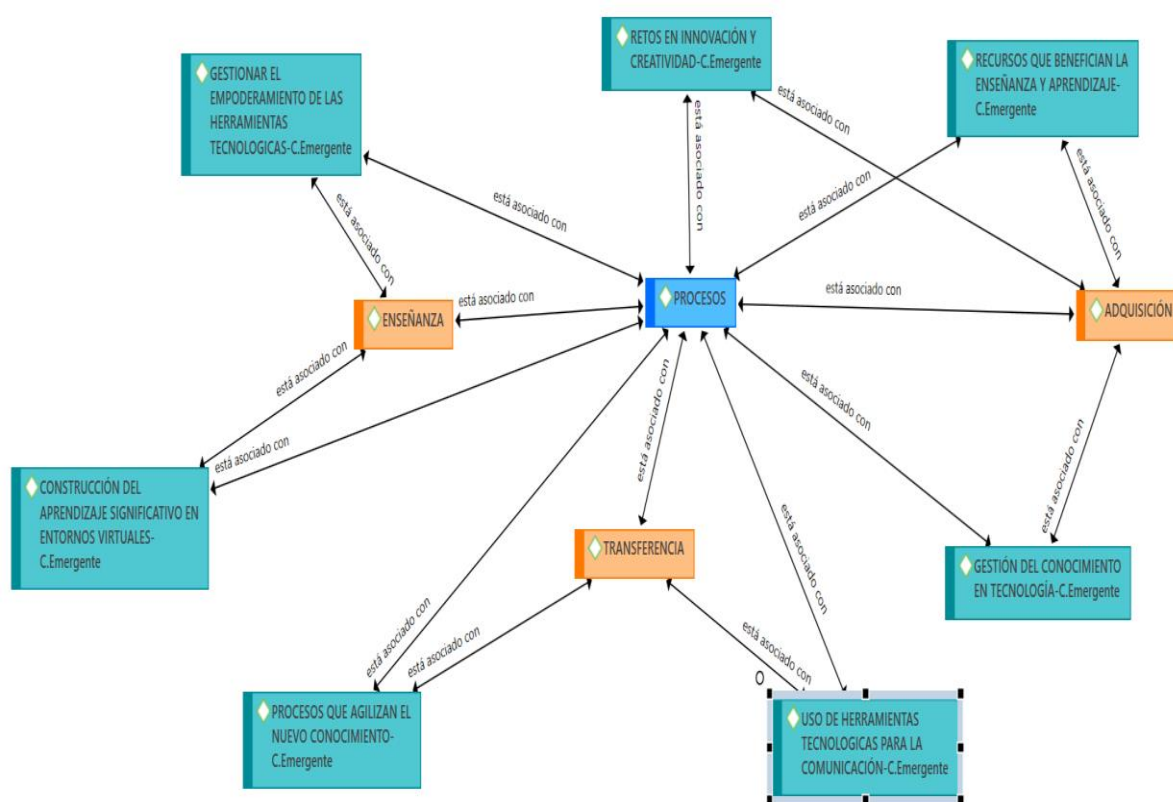 RETOS EN INNOVACIÓN Y
CREATIVIDAD-C.Emergente
RECURSOS QUE BENEFICIAN LA
ENSEÑANZA Y APRENDIZAJE-
C.Emergente
GESTIONAR EL
EMPODERAMIENTO DE LAS
HERRAMIENTAS
TECNOLOGICAS-C.Emergente
está asociado con
está asociado con
está asociado con
está asociado con
está asociado con
está asociado con
PROCESOS
ENSEÑANZA
está asociado con
está asociado con
ADQUISICIÓN
está asociado con
está asociado con
está asociado con
está asociado con
está asociado con
CONSTRUCCIÓN DEL
APRENDIZAJE SIGNIFICATIVO EN
ENTORNOS VIRTUALES-
C.Emergente
TRANSFERENCIA
GESTIÓN DEL CONOCIMIENTO
EN TECNOLOGÍA-C.Emergente
está asociado con
está asociado con
está asociado con
está asociado con
PROCESOS QUE AGILIZAN EL
NUEVO CONOCIMIENTO-
C.Emergente
USO DE HERRAMIENTAS
TECNOLOGICAS PARA LA
COMUNICACIÓN-C.Emergente